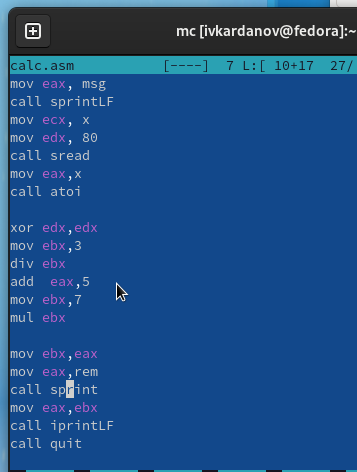 mc [ivkardanov@fedora]:~
calc.asm [----] 7 L:[ 10+17 27/
mov eax, msg
call sprintLF
mov ecx, x
mov edx, 80
call sread
mov eax,x
call atoi
xor edx,edx
mov ebx,3
div ebx
add  eax,5
mov ebx,7
mul ebx
mov ebx,eax
mov eax,rem
call sprint
mov eax,ebx
call iprintLF
call quit